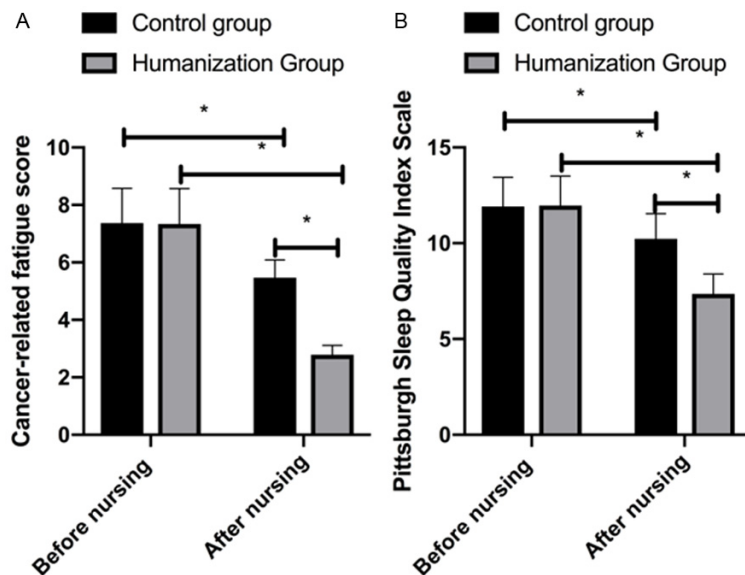 A
Control group
Humanization Group
Cancer-related fatigue score
10
8
6
4
2
0
*
*
*
Before nursing
After nursing
B
Control group
Humanization Group
Pittsburgh Sleep Quality Index Scale
15
10
5
0
*
*
*
Before nursing
After nursing